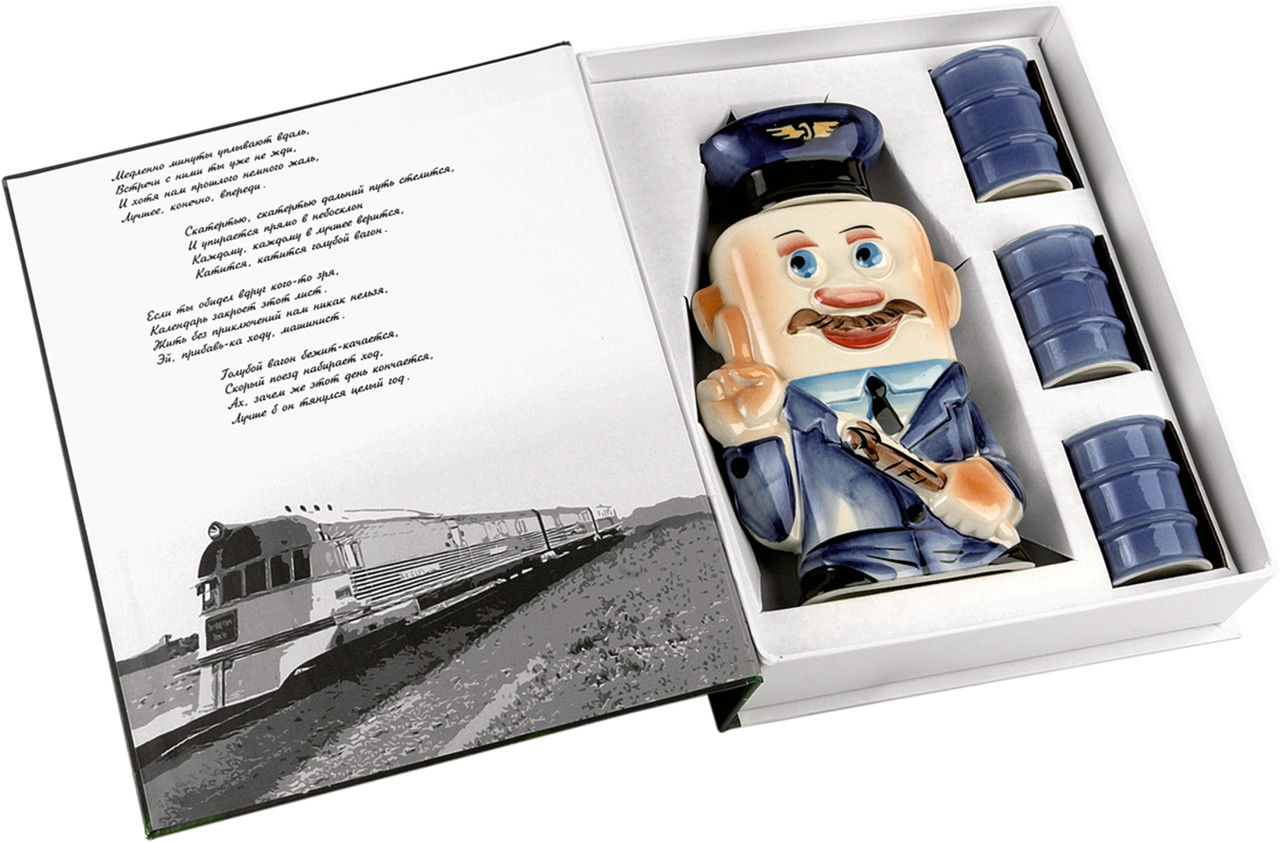 Медленно минуты уплывают вдаль,
Встречи с ними ты уже не жди,
И хотя нам прошлого немного жаль,
Лучшее, конечно, впереди.
Скатертью, скатертью дальний путь стелится,
И упирается прямо в небосклон
Каждому, каждому в лучшее верится,
Катится, катится голубой вагон.
Если ты обидел вдруг кого-то зря,
Календарь закроет этот лист.
Жить без приключений нам никак нельзя,
Эй, прибавь-ка ходу, машинист.
Голубой вагон бежит-качается,
Скорый поезд набирает ход,
Ах, зачем же этот день кончается,
Лучше б он тянулся целый год.